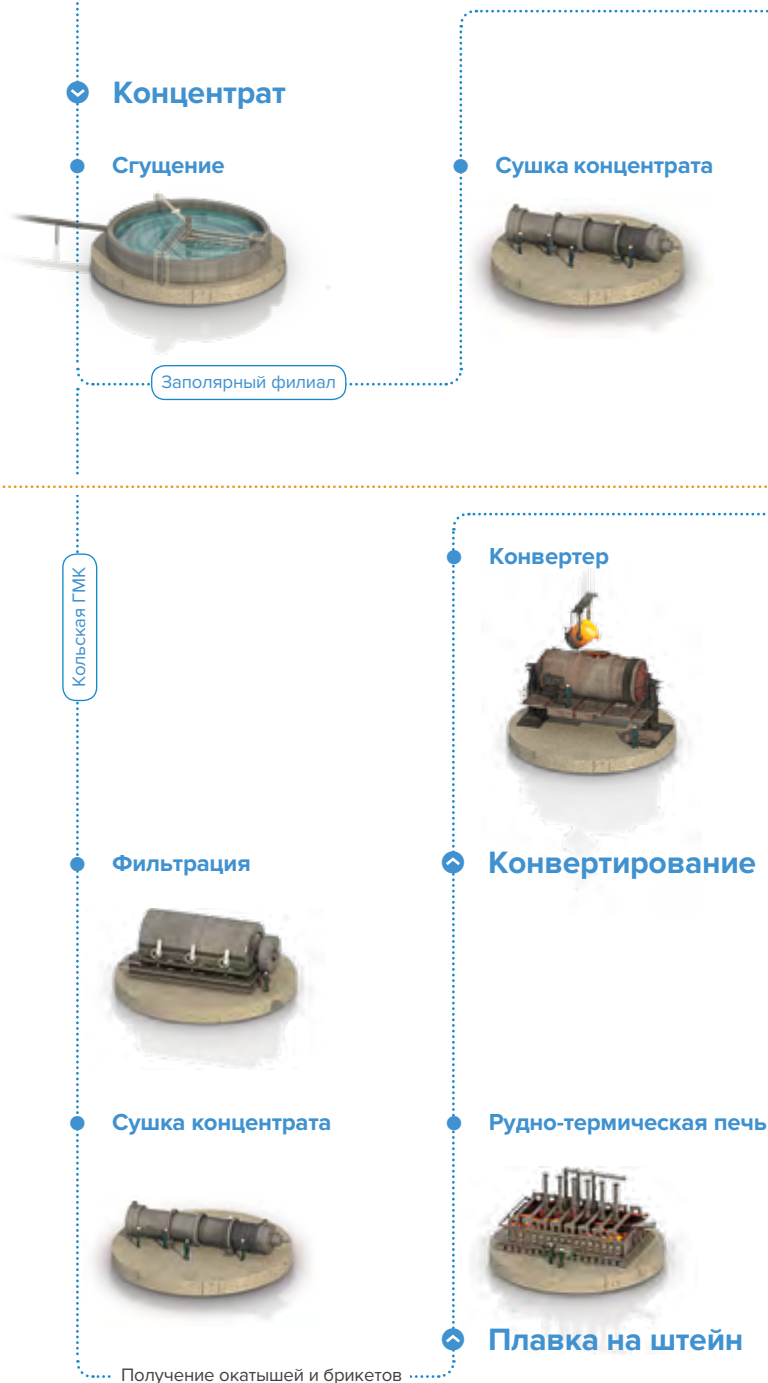 Концентрат
Сгущение
Сушка концентрата
Заполярный филиал
Кольская ГМК
Конвертер
Фильтрация
Конвертирование
Сушка концентрата
Рудно-термическая печь
Плавка на штейн
Получение окатышей и брикетов